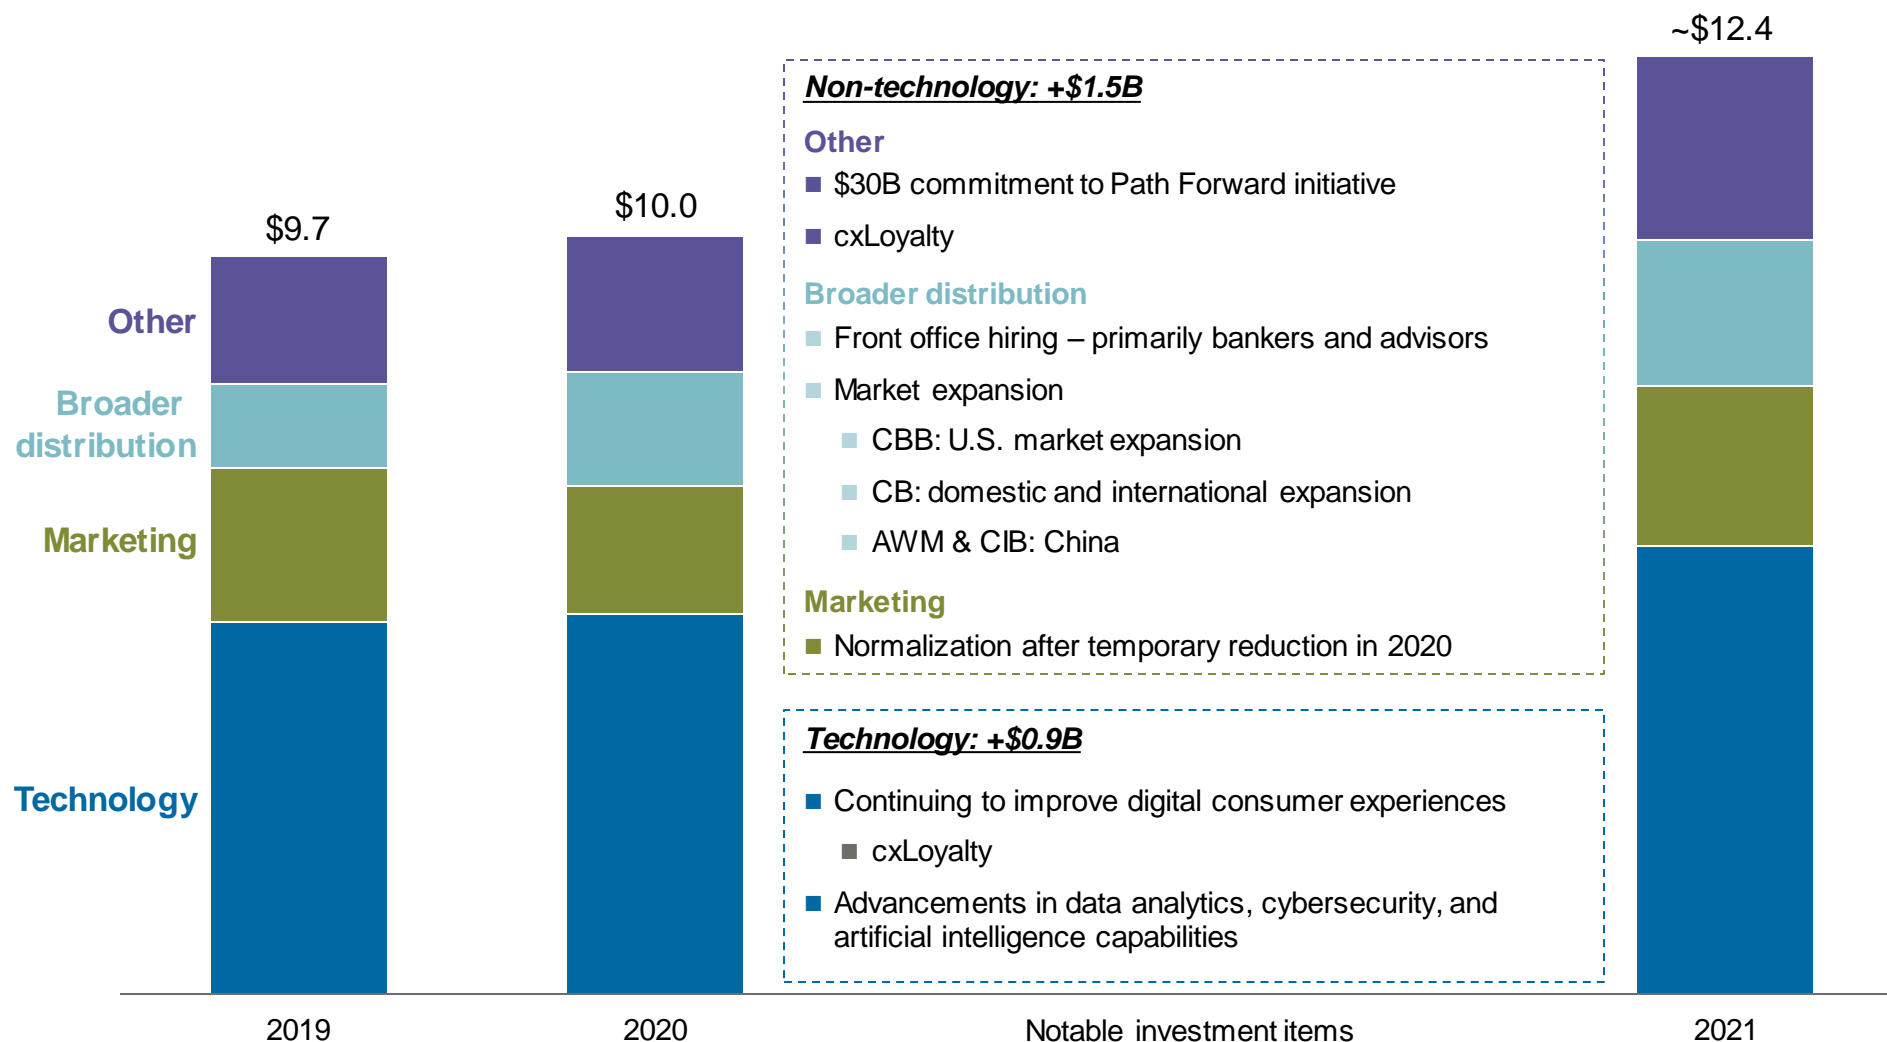 ~$12.4
$10.0
$9.7
Other
Broader
distribution
Marketing
Technology
Non-technology: +$1.5B
Other
$30B commitment to Path Forward initiative
cxLoyalty
Broader distribution
Front office hiring – primarily bankers and advisors
Market expansion
CBB: U.S. market expansion
CB: domestic and international expansion
AWM & CIB: China
Marketing
Normalization after temporary reduction in 2020
Technology: +$0.9B
Continuing to improve digital consumer experiences
cxLoyalty
Advancements in data analytics, cybersecurity, and
artificial intelligence capabilities
2019
2020
Notable investment items
2021